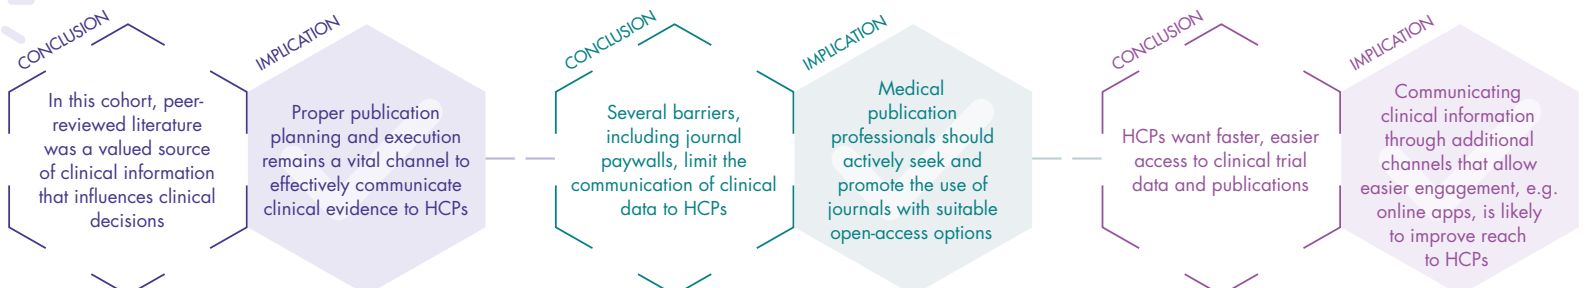 CONCLUSION
In this cohort, peer-
reviewed literature
was a valued source
of clinical information
that influences clinical
decisions
IMPLICATION
Proper publication
planning and execution
remains a vital channel to
effectively communicate
clinical evidence to HCPs
CONCLUSION
Several barriers,
including journal
paywalls, limit the
communication of clinical
data to HCPs
IMPLICATION
Medical
publication
professionals should
actively seek and
promote the use of
journals with suitable
open-access options
CONCLUSION
HCPs want faster, easier
access to clinical trial
data and publications
IMPLICATION
Communicating
clinical information
through additional
channels that allow
easier engagement, e.g.
online apps, is likely
to improve reach
to HCPs